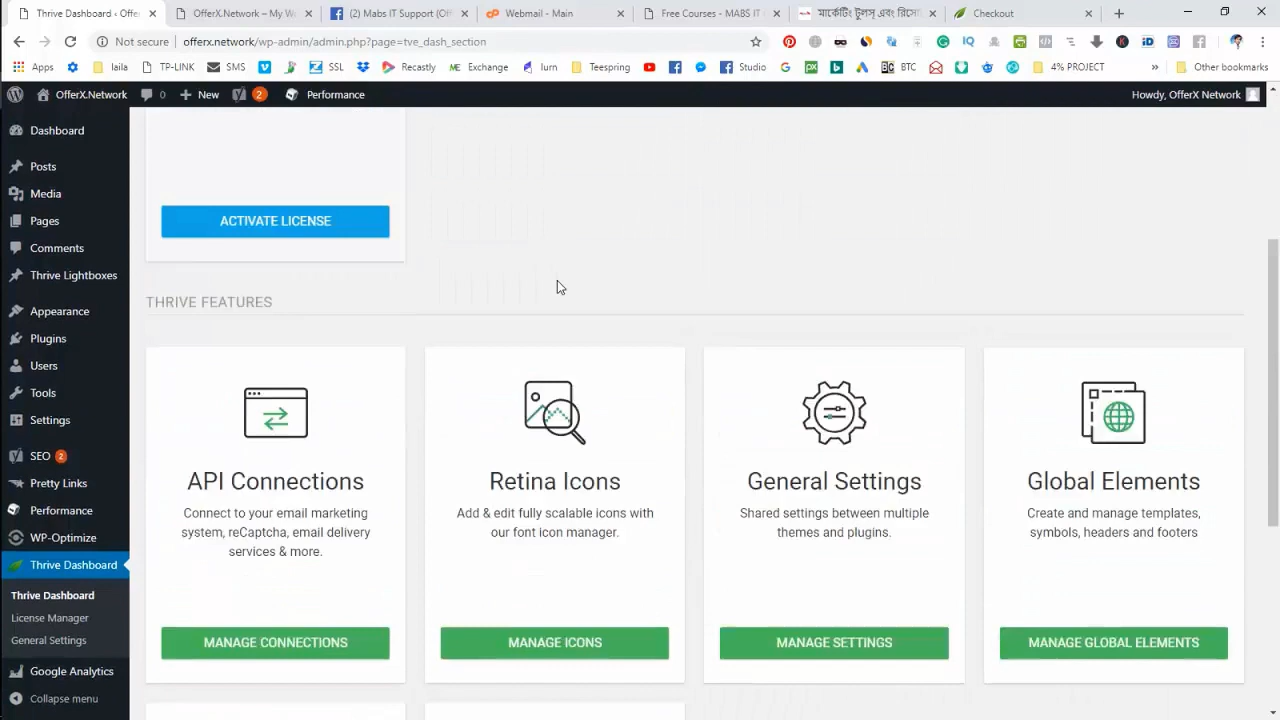 Thrive Dashboard ‹ Offer
OfferX.Network – My W
(2) Mabs IT Support (Of
Webmail - Main
Free Courses - MABS IT
মার্কেটিং টুলস্ এবং রিসো
Checkout
Not secure offerx.network/wp-admin/admin.php?page=tve_dash_section
Apps laila TP-LINK SMS SSL Recastly Exchange Iurn Teespring Studio BTC 4% PROJECT » Other bookmarks
OfferX.Network 0 New 2 Performance Howdy, OfferX Network
Dashboard
Posts
Media
Pages
Comments
Thrive Lightboxes
Appearance
Plugins
Users
Tools
Settings
SEO 2
Pretty Links
Performance
WP-Optimize
Thrive Dashboard
Thrive Dashboard
License Manager
General Settings
Google Analytics
Collapse menu
ACTIVATE LICENSE
THRIVE FEATURES
API Connections
Connect to your email marketing
system, reCaptcha, email delivery
services & more.
MANAGE CONNECTIONS
Retina Icons
Add & edit fully scalable icons with
our font icon manager.
MANAGE ICONS
General Settings
Shared settings between multiple
themes and plugins.
MANAGE SETTINGS
Global Elements
Create and manage templates,
symbols, headers and footers
MANAGE GLOBAL ELEMENTS